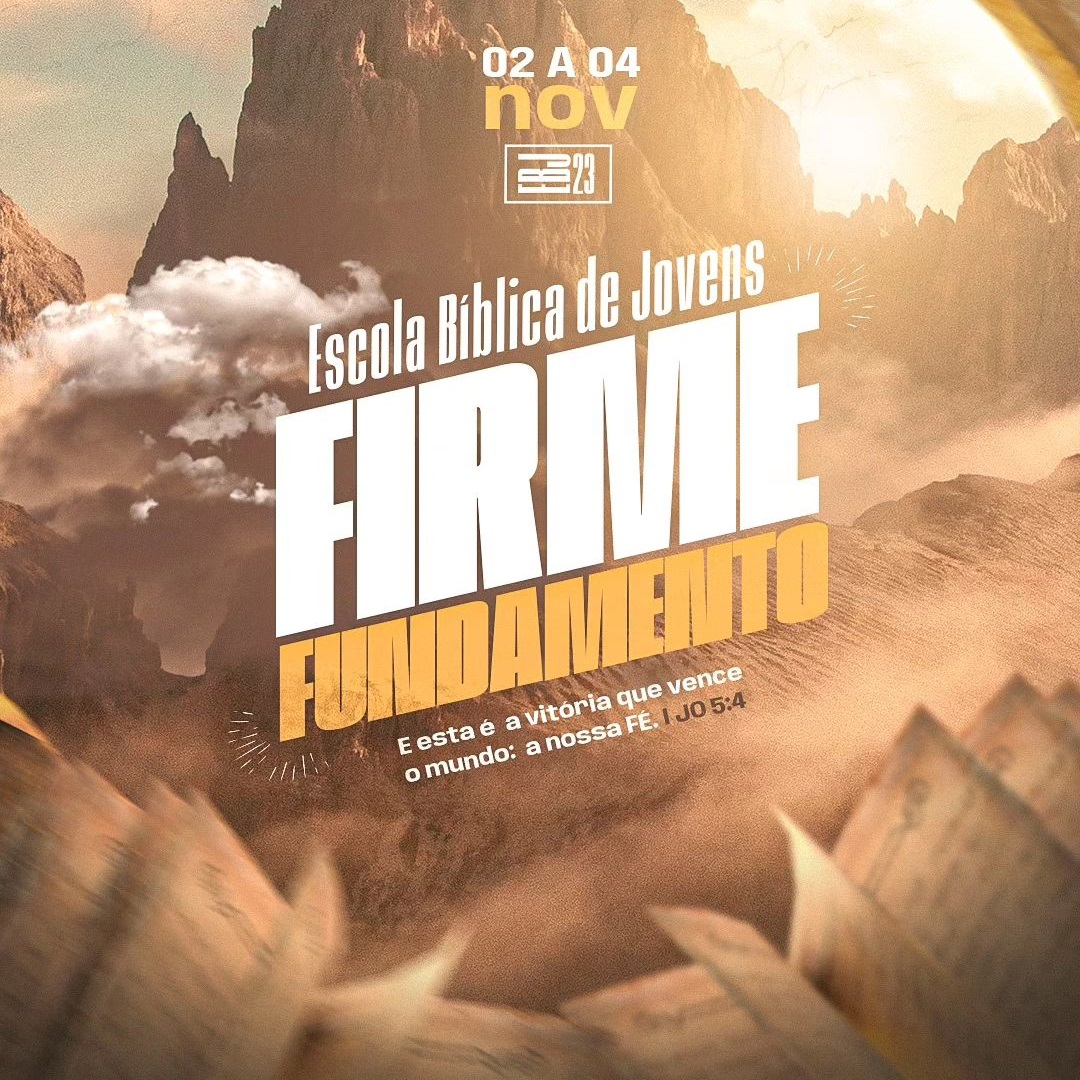 02 A 04
nov
EBJ 23
Escola Bíblica de Jovens
FIRME
FUNDAMENTO
E esta é a vitória que vence
o mundo: a nossa FÉ. I JO 5:4